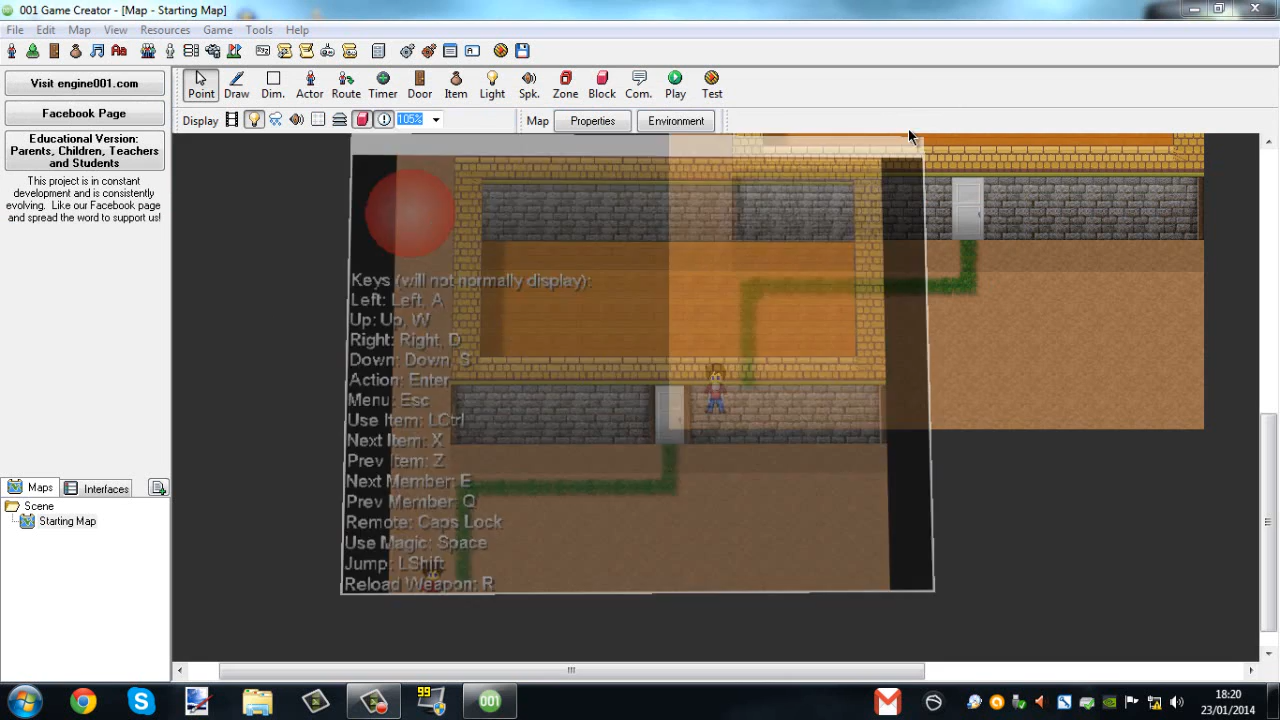 001 Game Creator - [Map - Starting Map]
File Edit Map View Resources Game Tools Help
Visit engine001.com
Facebook Page
Educational Version:
Parents, Children, Teachers
and Students
This project is in constant
development and is consistently
evolving. Like our Facebook page
and spread the word to support us!
Point Draw Dim. Actor Route Timer Door Item Light Spk. Zone Block Com. Play Test
Display 105% Map Properties Environment
Keys (will not normally display):
Left: Left, A
Up: Up, W
Right: Right, D
Down: Down, S
Action: Enter
Menu: Esc
Use Item: LCtrl
Next Item: X
Prev Item: Z
Next Member: E
Prev Member: Q
Remote: Caps Lock
Use Magic: Space
Jump: LShift
Reload Weapon: R
Maps Interfaces
Scene
Starting Map
99
001
18:20
23/01/2014